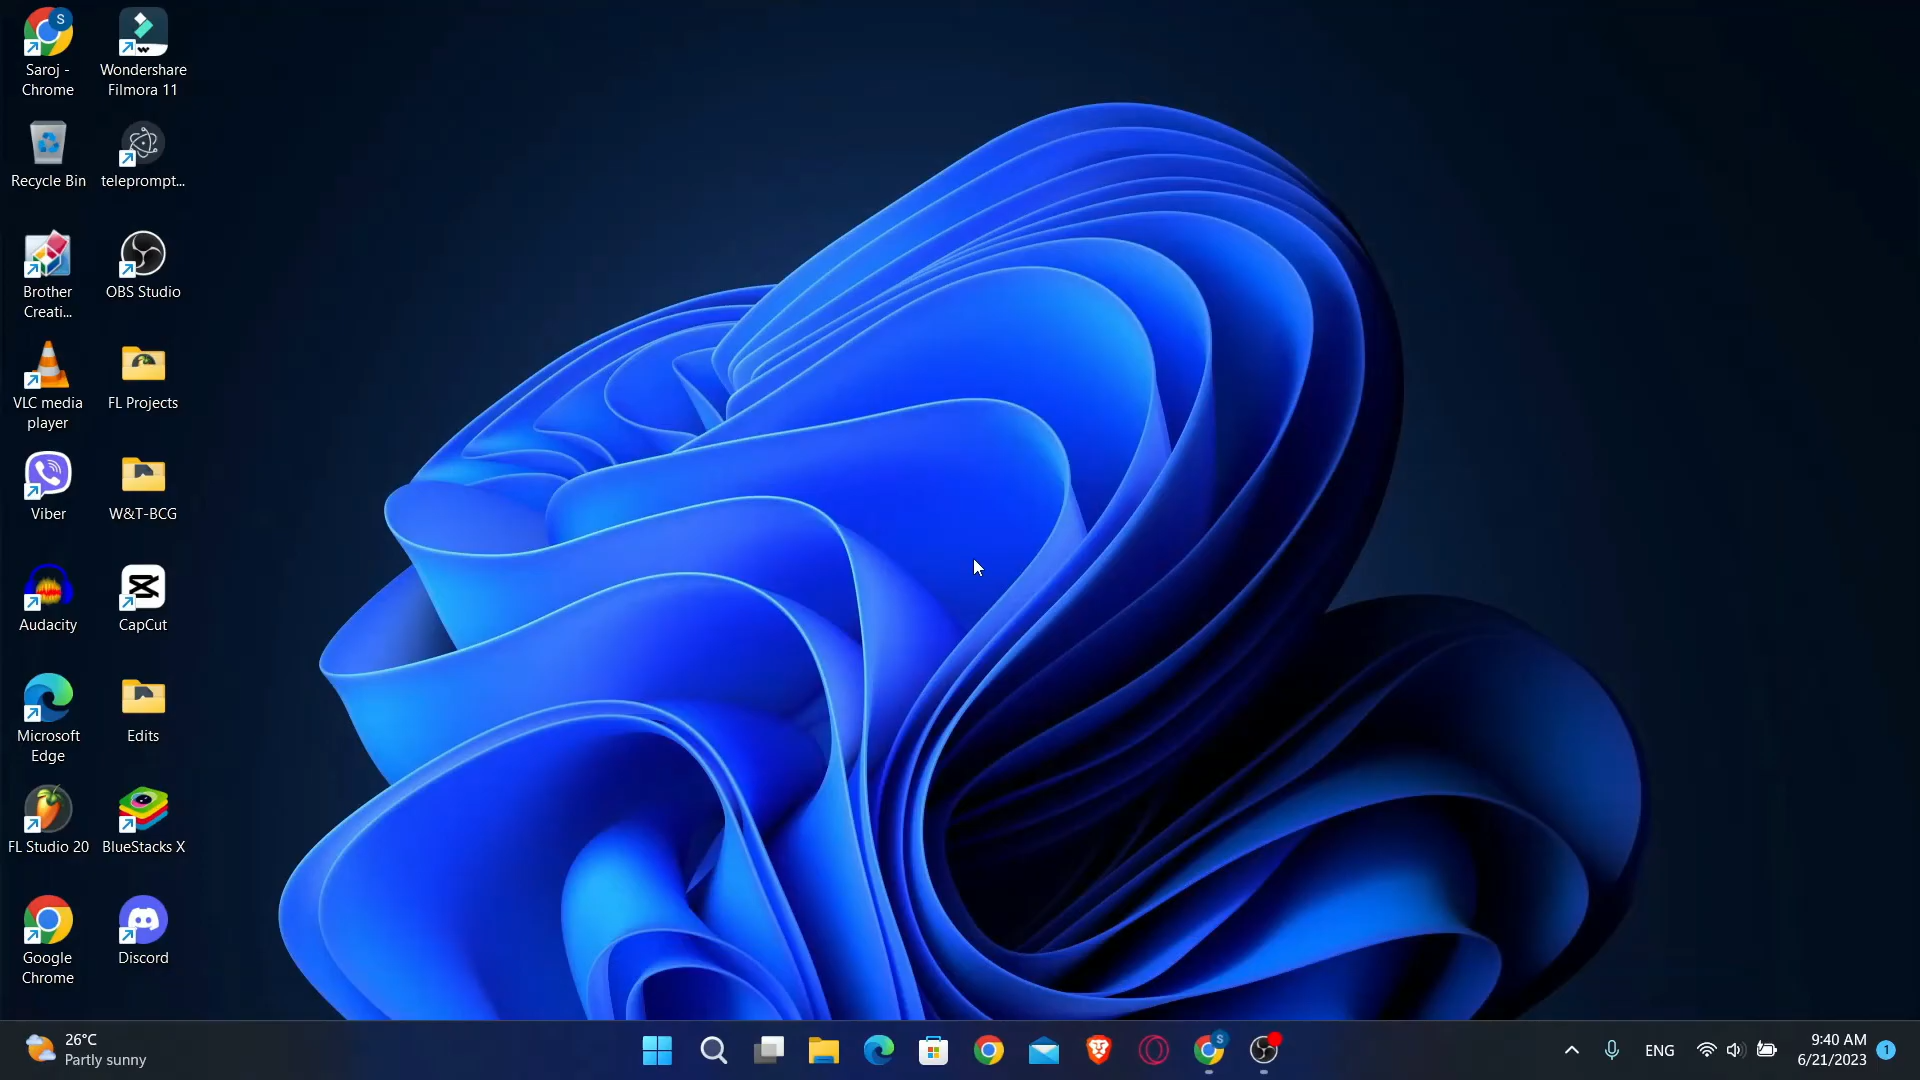 S
Saroj -
Chrome
Wondershare
Filmora 11
Recycle Bin
teleprompt...
Brother
Creati...
OBS Studio
VLC media
player
FL Projects
Viber
W&T-BCG
Audacity
CapCut
Microsoft
Edge
Edits
FL Studio 20
BlueStacks X
Google
Chrome
Discord
26°C
Partly sunny
S
ENG
9:40 AM
6/21/2023
1